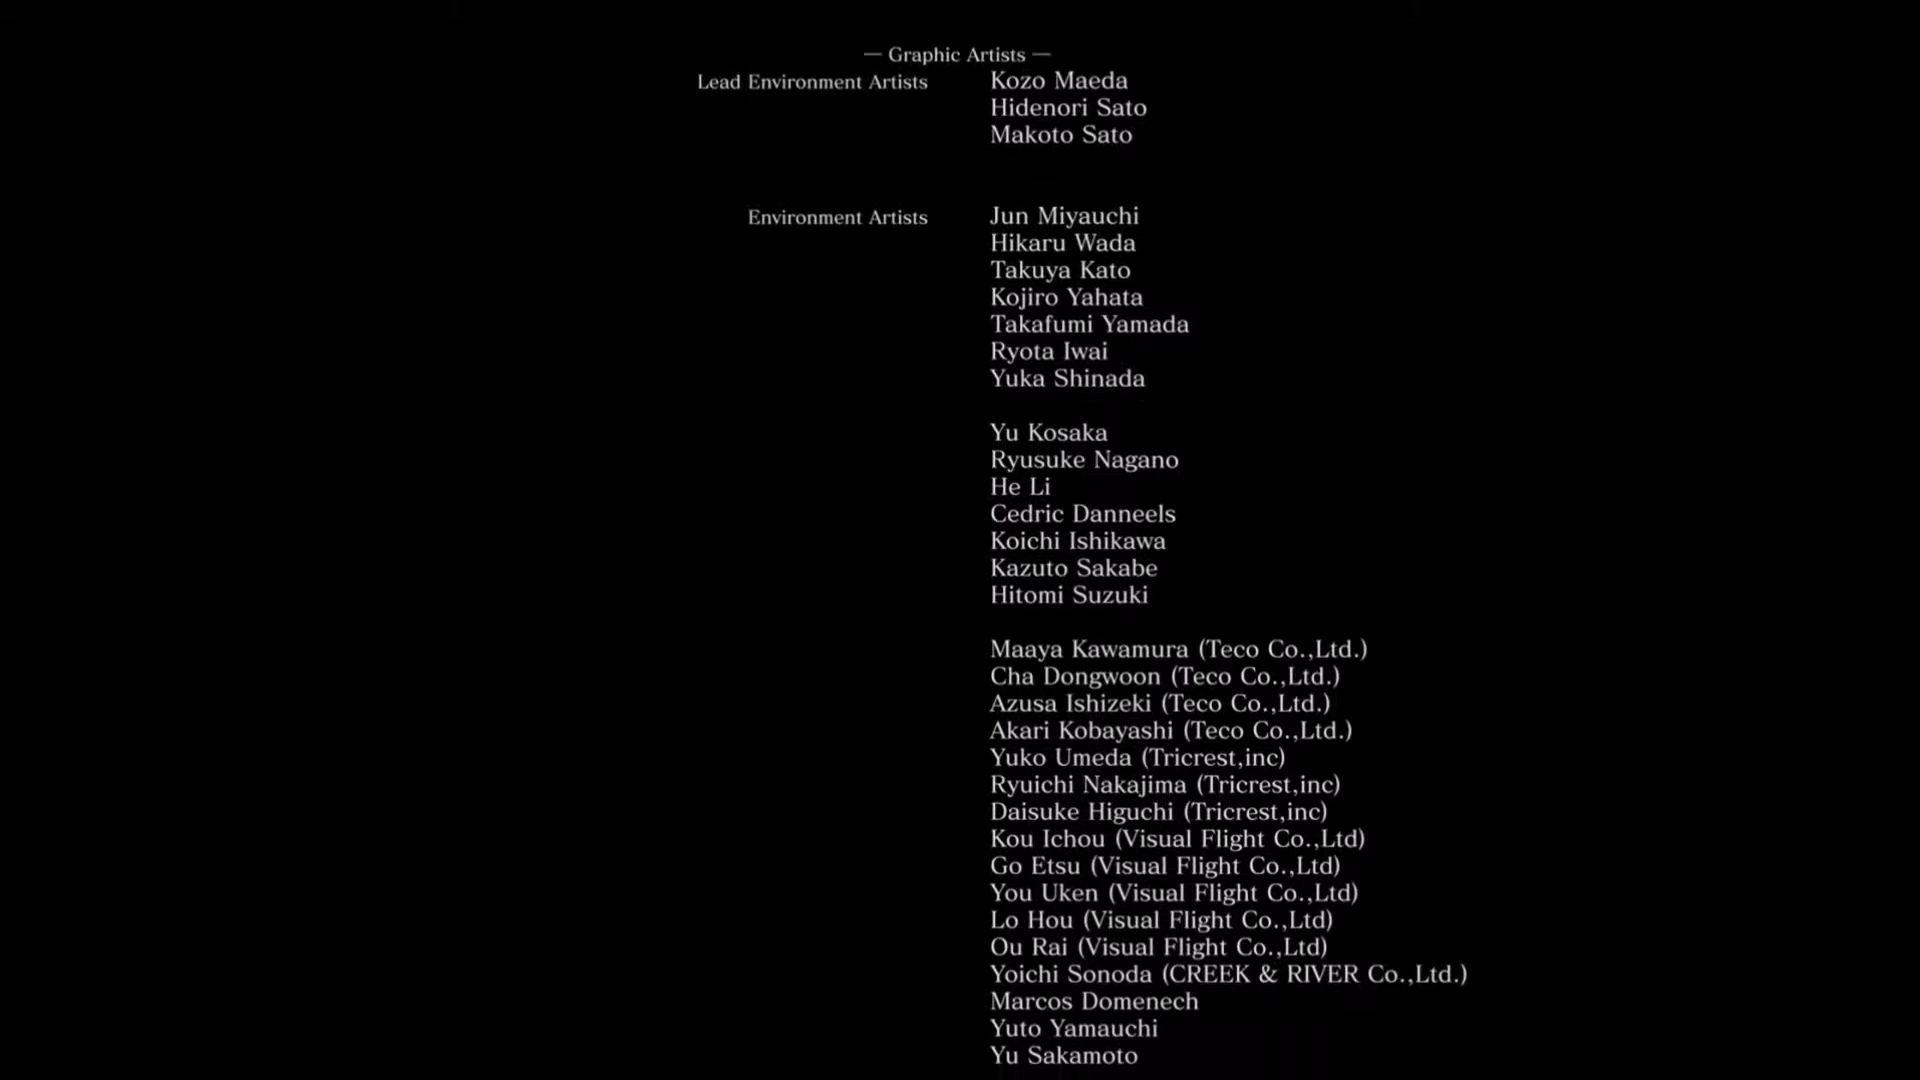 — Graphic Artists —
Lead Environment Artists Kozo Maeda
Hidenori Sato
Makoto Sato
Environment Artists Jun Miyauchi
Hikaru Wada
Takuya Kato
Kojiro Yahata
Takafumi Yamada
Ryota Iwai
Yuka Shinada
Yu Kosaka
Ryusuke Nagano
He Li
Cedric Danneels
Koichi Ishikawa
Kazuto Sakabe
Hitomi Suzuki
Maaya Kawamura (Teco Co.,Ltd.)
Cha Dongwoon (Teco Co.,Ltd.)
Azusa Ishizeki (Teco Co.,Ltd.)
Akari Kobayashi (Teco Co.,Ltd.)
Yuko Umeda (Tricrest,inc)
Ryuichi Nakajima (Tricrest,inc)
Daisuke Higuchi (Tricrest,inc)
Kou Ichou (Visual Flight Co.,Ltd)
Go Etsu (Visual Flight Co.,Ltd)
You Uken (Visual Flight Co.,Ltd)
Lo Hou (Visual Flight Co.,Ltd)
Ou Rai (Visual Flight Co.,Ltd)
Yoichi Sonoda (CREEK & RIVER Co.,Ltd.)
Marcos Domenech
Yuto Yamauchi
Yu Sakamoto